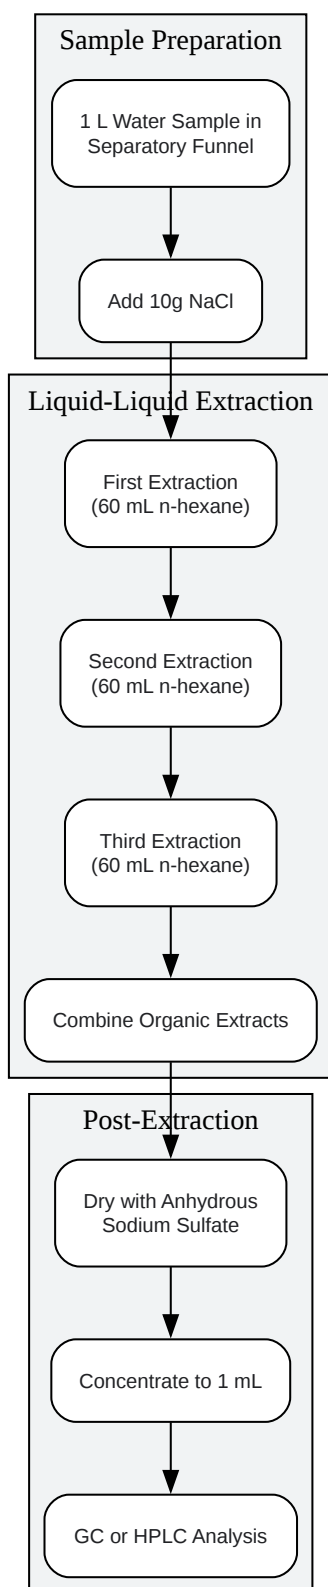 Sample Preparation
1 L Water Sample in
Separatory Funnel
Add 10g NaCl
Liquid-Liquid Extraction
First Extraction
(60 mL n-hexane)
Second Extraction
(60 mL n-hexane)
Third Extraction
(60 mL n-hexane)
Combine Organic Extracts
Post-Extraction
Dry with Anhydrous
Sodium Sulfate
Concentrate to 1 mL
GC or HPLC Analysis